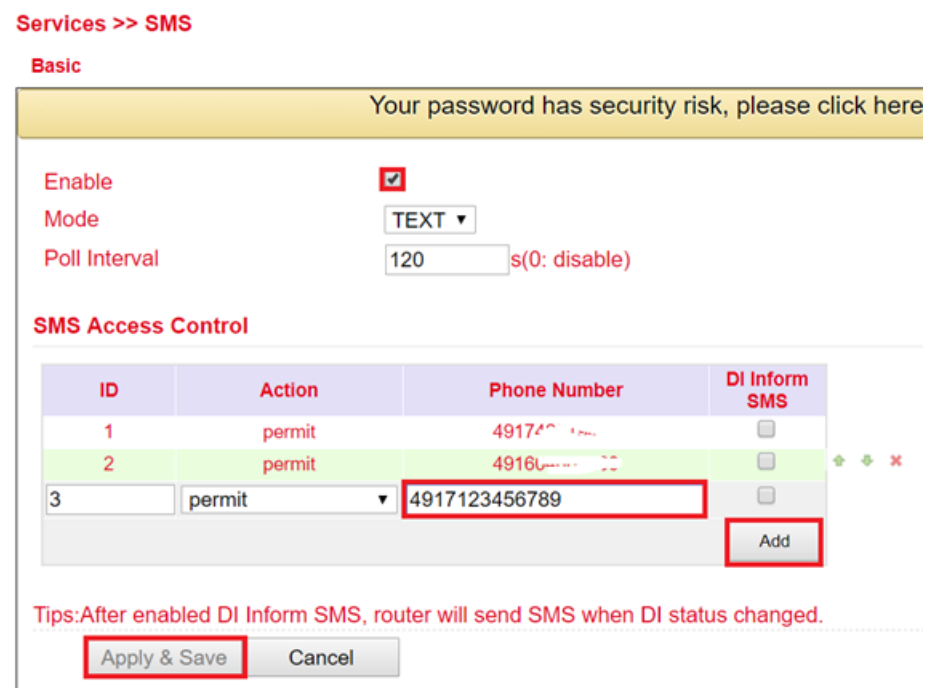 Services >> SMS
Basic
Your password has security risk, please click here
Enable
Mode TEXT
Poll Interval 120 s(0: disable)
SMS Access Control
ID Action Phone Number DI Inform SMS
1 permit
2 permit
3 permit 4917123456789
Add
Tips:After enabled DI Inform SMS, router will send SMS when DI status changed.
Apply & Save Cancel